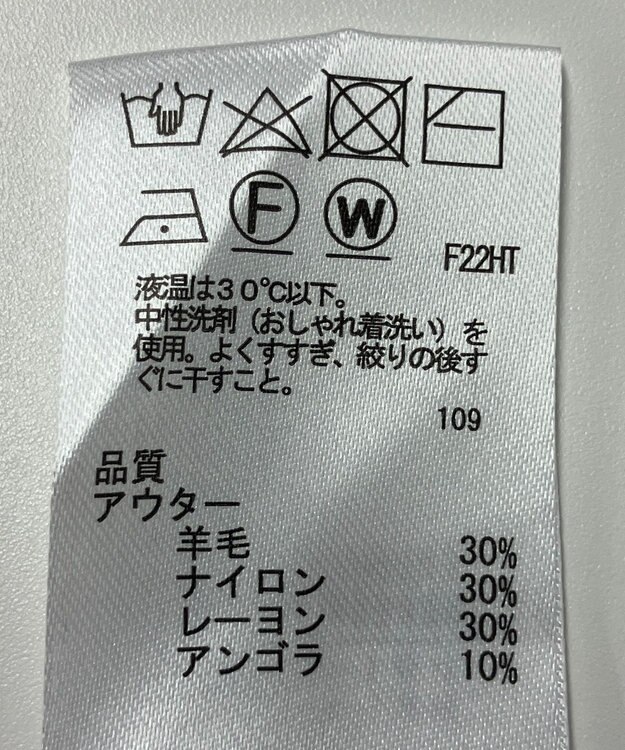 F W
F22HT
液温は30℃以下。
中性洗剤（おしゃれ着洗い）を
使用。よくすすぎ、絞りの後す
ぐに干すこと。
109
品質
アウター
羊毛 30%
ナイロン 30%
レーヨン 30%
アンゴラ 10%